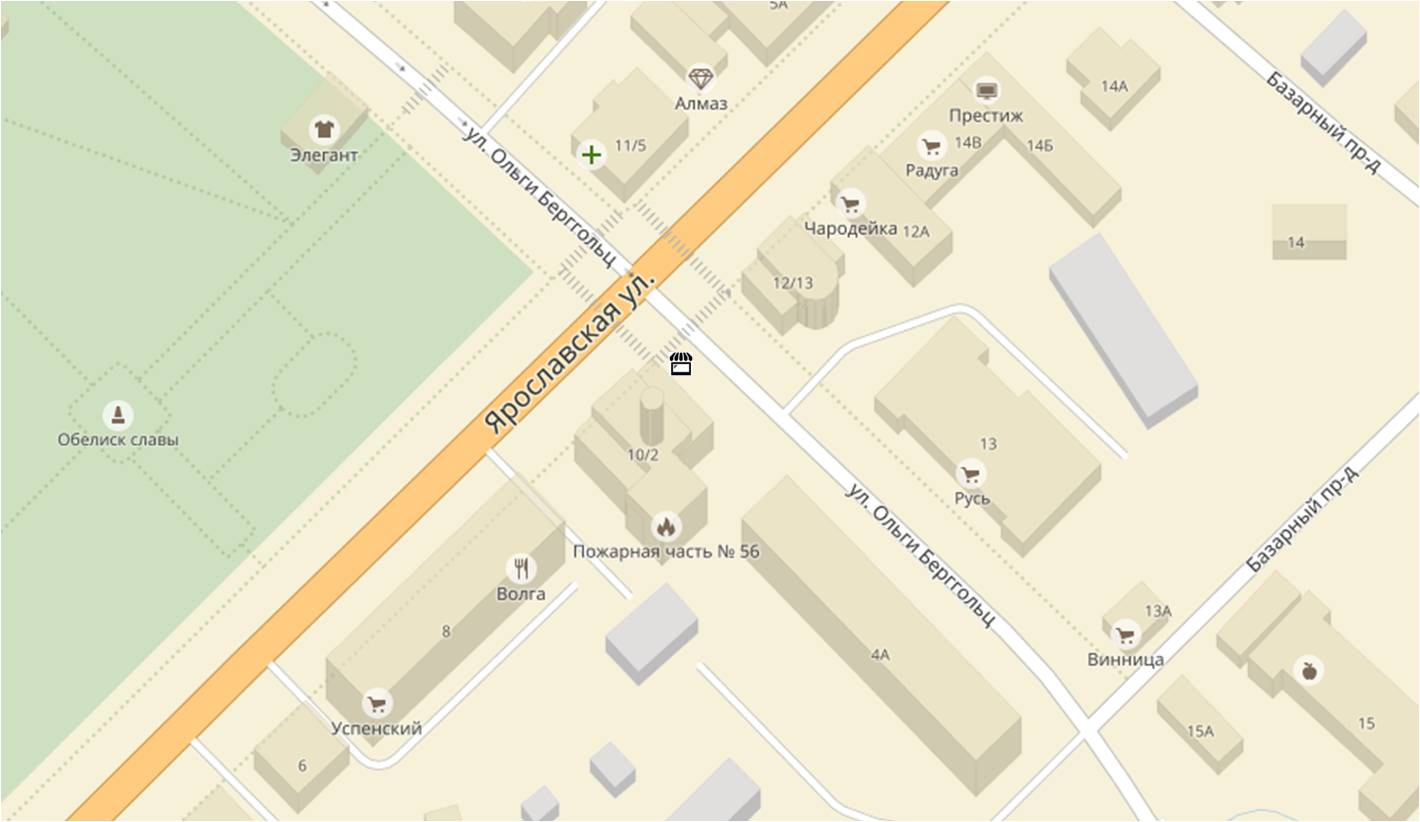 5А
Алмаз
11/5
ул. Ольги Берггольц
Элегант
Престиж
14А
14В
14Б
Радуга
Базарный пр-д
Чародейка
12А
14
12/13
Ярославская ул.
Обелиск славы
10/2
13
Русь
Пожарная часть № 56
ул. Ольги Берггольц
Базарный пр-д
Волга
8
4А
13А
Винница
Успенский
15А
15
6